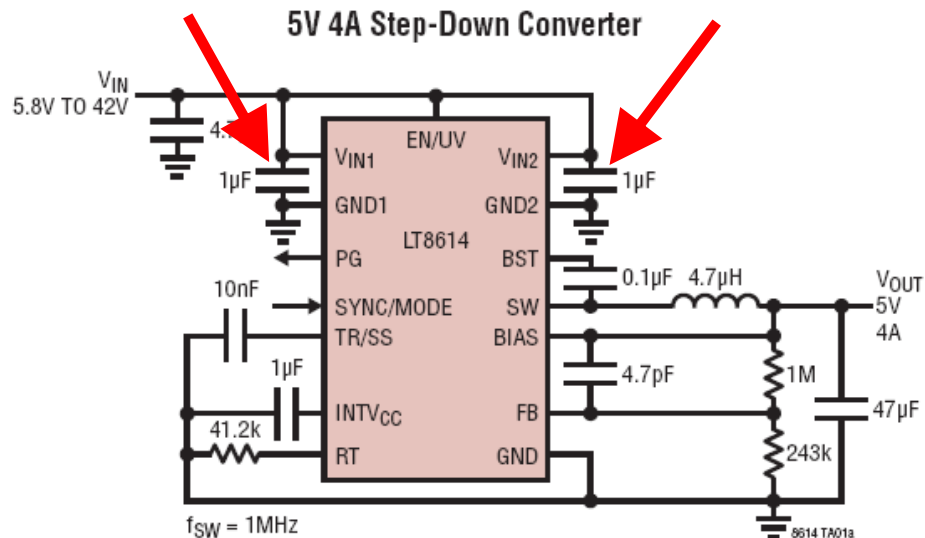 5V 4A Step-Down Converter
VIN
5.8V TO 42V
4.7
EN/UV
VIN1
VIN2
1µF
1µF
GND1
GND2
LT8614
PG
BST
0.1µF
4.7µH
VOUT
5V
4A
10nF
SYNC/MODE
SW
TR/SS
BIAS
1µF
4.7pF
1M
INTVCC
FB
47µF
41.2k
RT
GND
243k
fSW = 1MHz
8614 TA01a